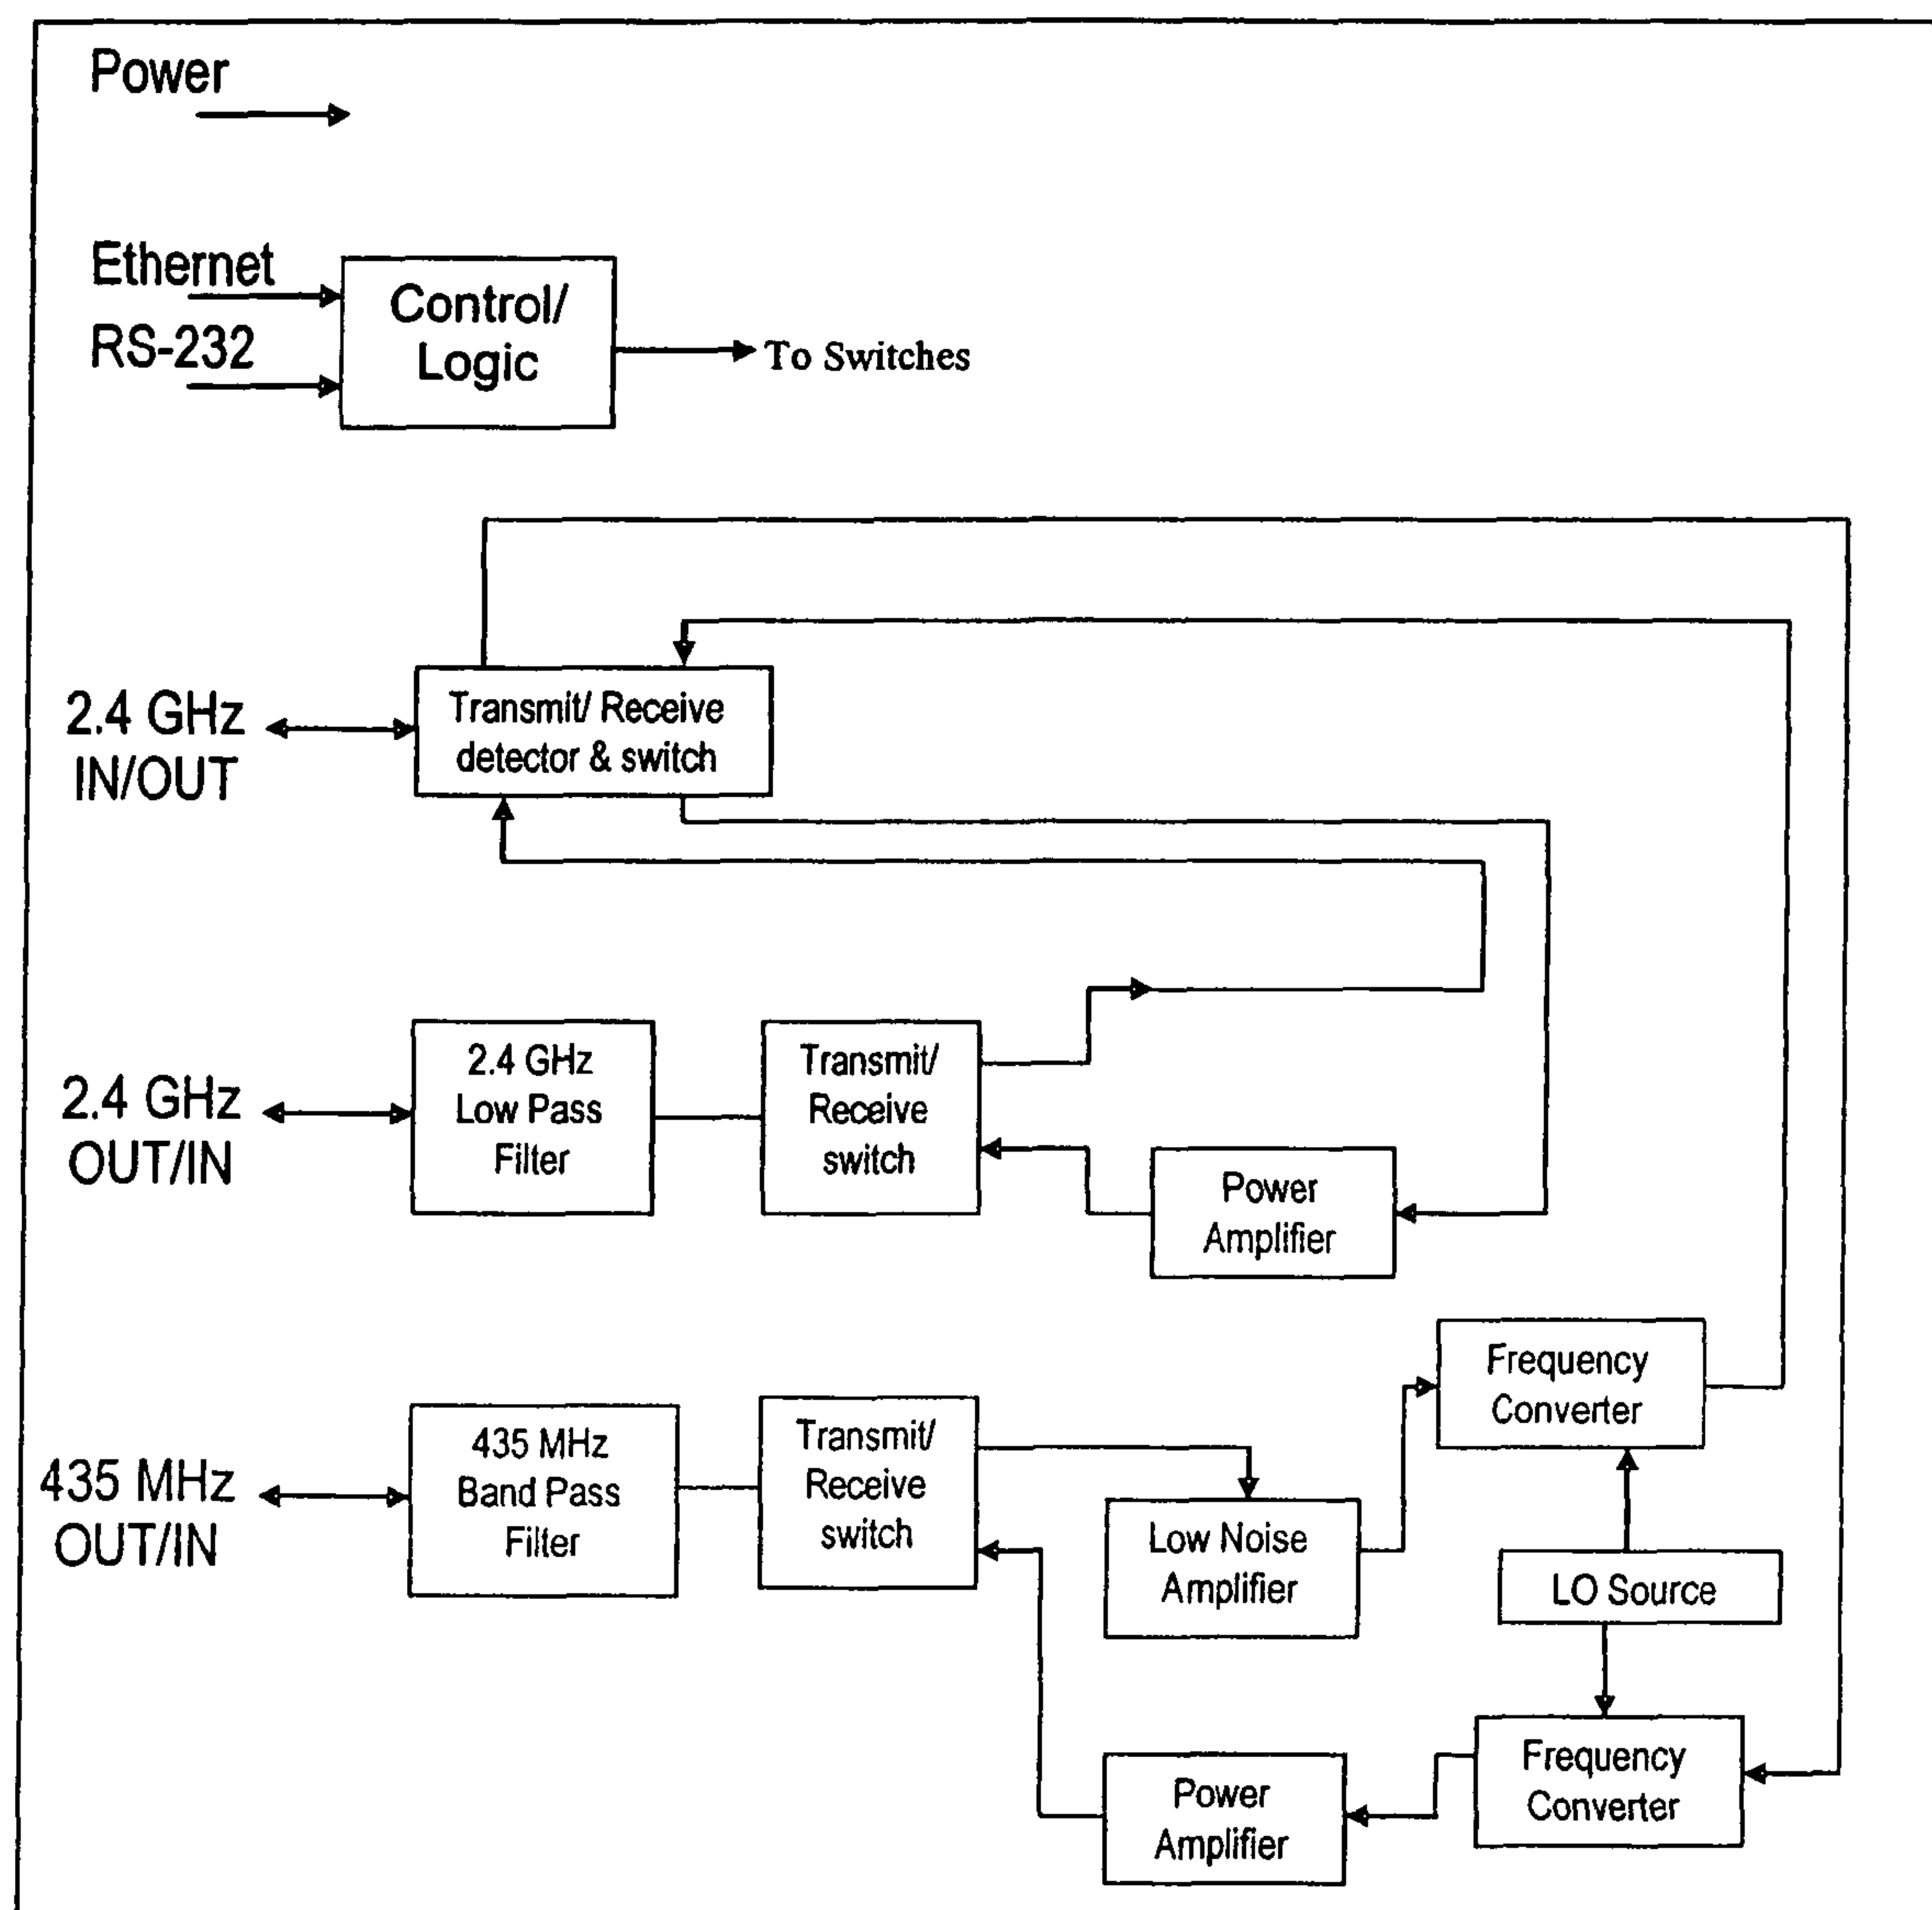 Power
Ethernet
RS-232
Control/
Logic
To Switches
2.4 GHz
IN/OUT
Transmit/ Receive
detector & switch
2.4 GHz
OUT/IN
2.4 GHz
Low Pass
Filter
Transmit/
Receive
switch
Power
Amplifier
435 MHz
OUT/IN
435 MHz
Band Pass
Filter
Transmit/
Receive
switch
Low Noise
Amplifier
Frequency
Converter
LO Source
Power
Amplifier
Frequency
Converter